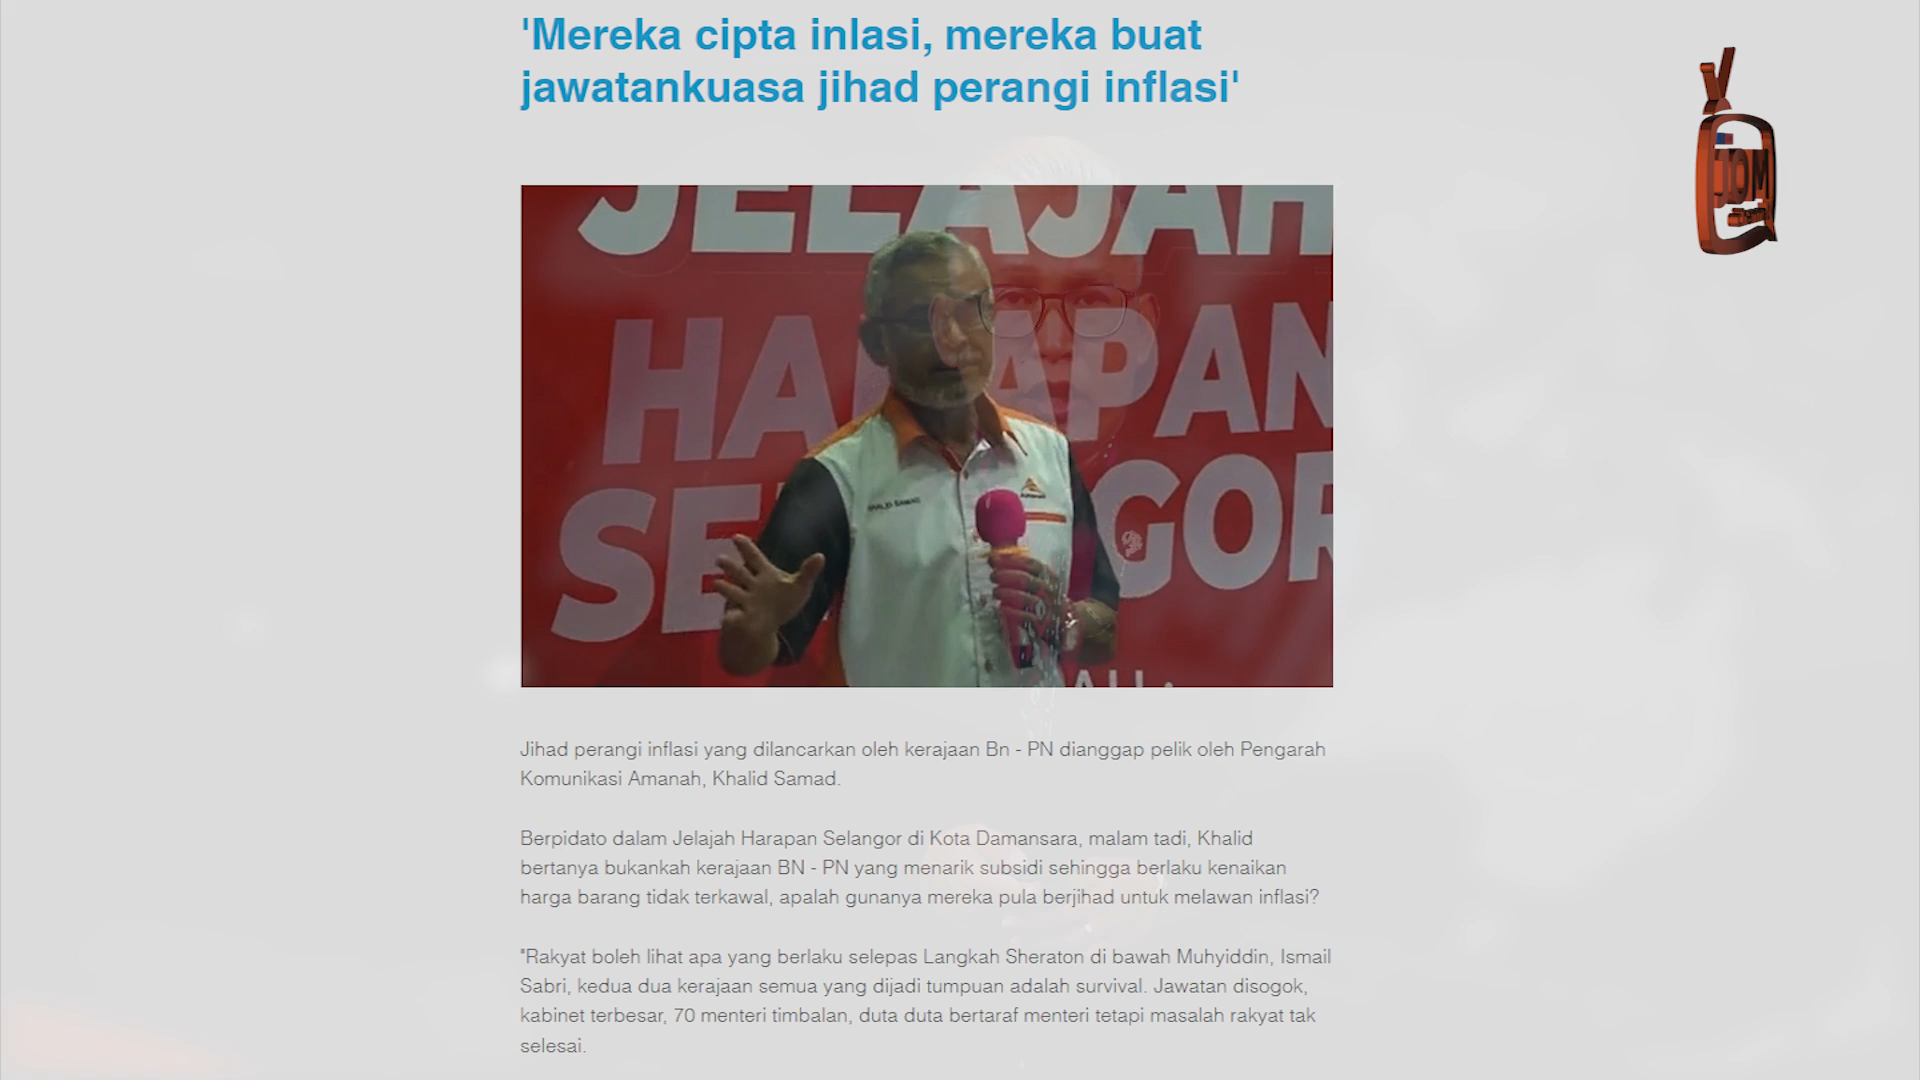 'Mereka cipta inlasi, mereka buat
jawatankuasa jihad perangi inflasi'
JOM
JELAJAH
HARAPAN
KHALID SAMAD
Jihad perangi inflasi yang dilancarkan oleh kerajaan Bn - PN dianggap pelik oleh Pengarah
Komunikasi Amanah, Khalid Samad.
Berpidato dalam Jelajah Harapan Selangor di Kota Damansara, malam tadi, Khalid
bertanya bukankah kerajaan BN - PN yang menarik subsidi sehingga berlaku kenaikan
harga barang tidak terkawal, apalah gunanya mereka pula berjihad untuk melawan inflasi?
"Rakyat boleh lihat apa yang berlaku selepas Langkah Sheraton di bawah Muhyiddin, Ismail
Sabri, kedua dua kerajaan semua yang dijadi tumpuan adalah survival. Jawatan disogok,
kabinet terbesar, 70 menteri timbalan, duta duta bertaraf menteri tetapi masalah rakyat tak
selesai.